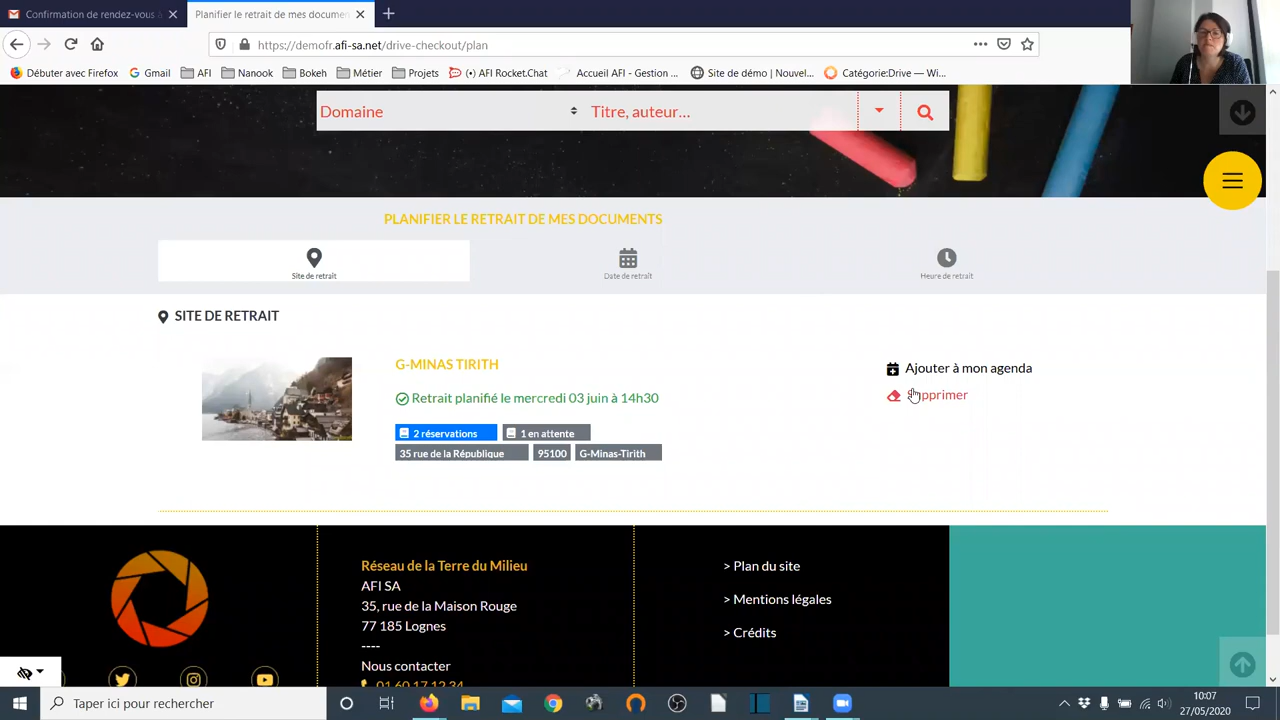 Confirmation de rendez-vous à
Planifier le retrait de mes documen
https://demofr.afi-sa.net/drive-checkout/plan
Débuter avec Firefox
Gmail
AFI
Nanook
Bokeh
Métier
Projets
(•) AFI Rocket.Chat
Accueil AFI - Gestion ...
Site de démo | Nouvel...
Catégorie:Drive — Wi...
Domaine
Titre, auteur...
PLANIFIER LE RETRAIT DE MES DOCUMENTS
Site de retrait
Date de retrait
Heure de retrait
SITE DE RETRAIT
G-MINAS TIRITH
Ajouter à mon agenda
Retrait planifié le mercredi 03 juin à 14h30
Supprimer
2 réservations
1 en attente
35 rue de la République
95100
G-Minas-Tirith
Réseau de la Terre du Milieu
AFI SA
35, rue de la Maison Rouge
77 185 Lognes
----
Nous contacter
01 60 17 12 34
> Plan du site
> Mentions légales
> Crédits
Taper ici pour rechercher
10:07
27/05/2020